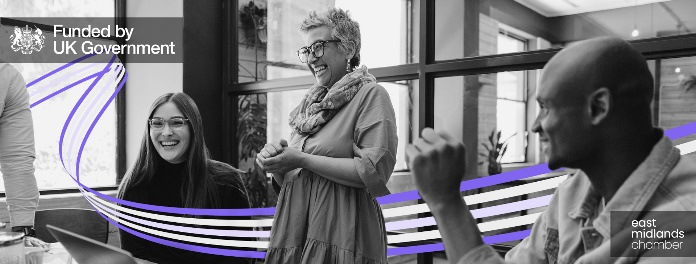 Funded by
UK Government
east
midlands
chamber